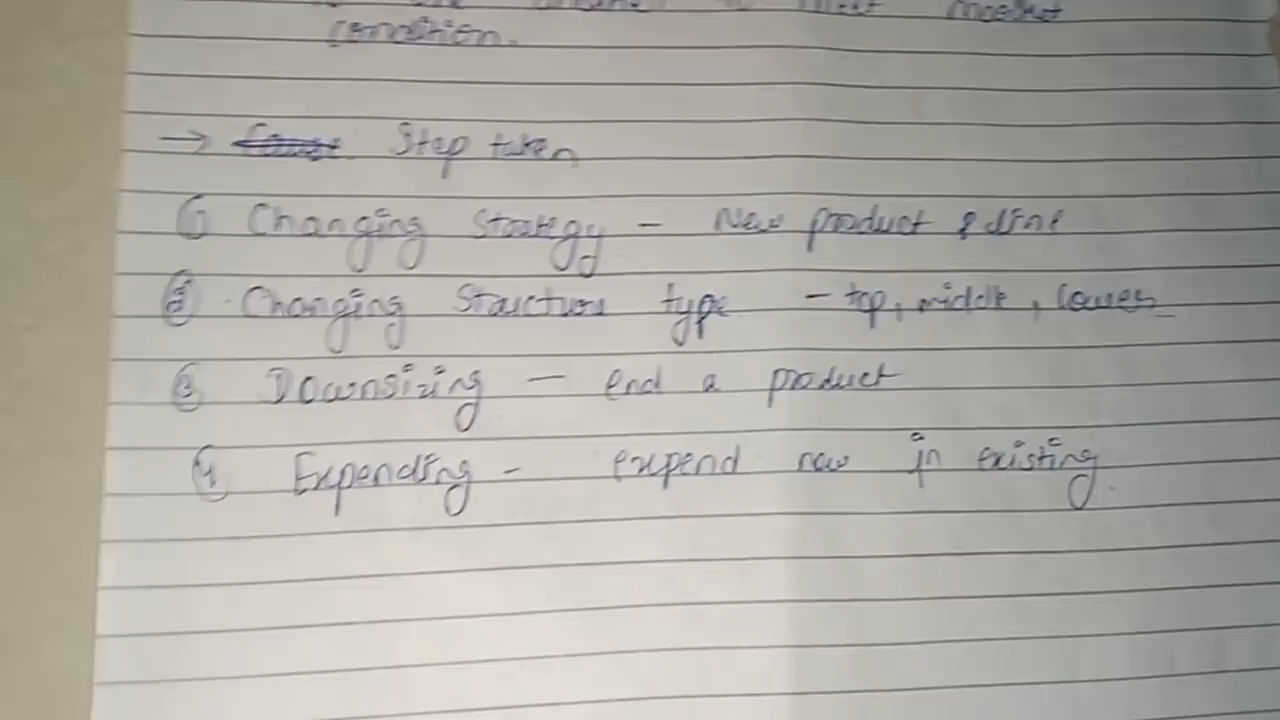 market
condition.
→ Step taken
① Changing Strategy - New product & line
② Changing Structure type - top, middle, lower
③ Downsizing - end a product
④ Expending - expend new in existing.